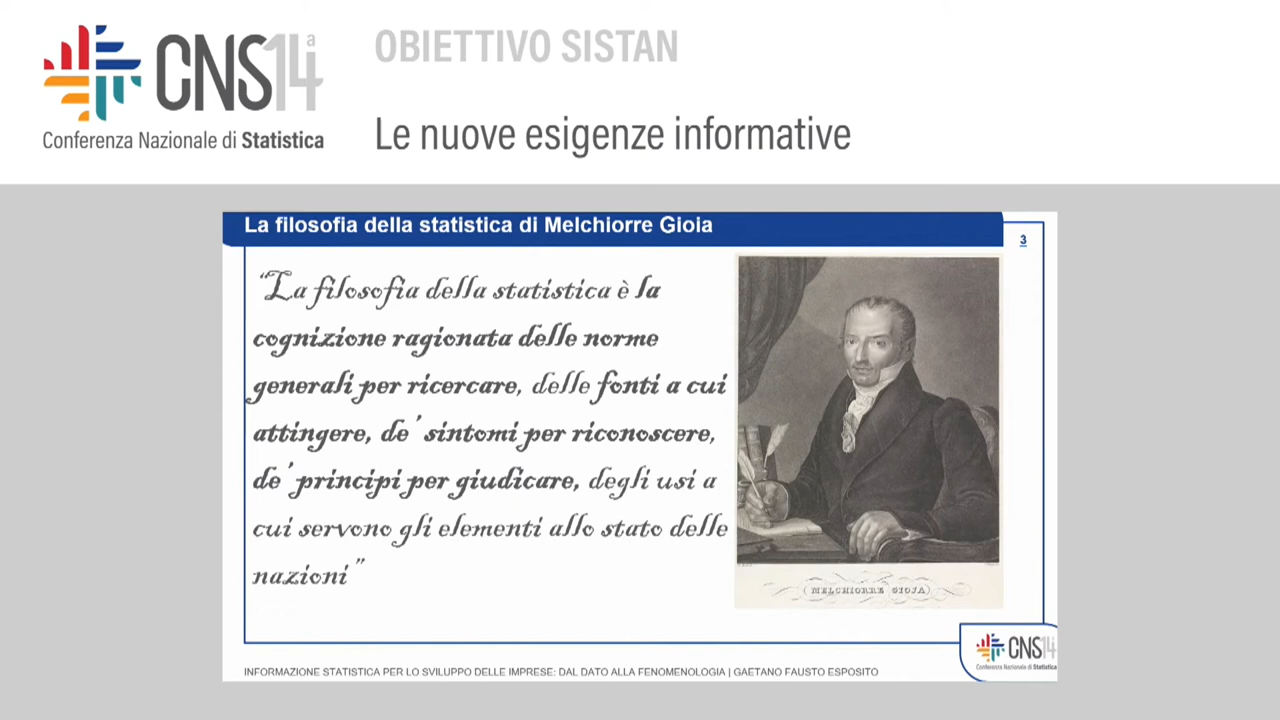 CNS14ª
Conferenza Nazionale di Statistica
OBIETTIVO SISTAN
Le nuove esigenze informative
La filosofia della statistica di Melchiorre Gioia
3
“La filosofia della statistica è la
cognizione ragionata delle norme
generali per ricercare, delle fonti a cui
attingere, de’ sintomi per riconoscere,
de’ principi per giudicare, degli usi a
cui servono gli elementi allo stato delle
nazioni”
MELCHIORRE GIOJA
CNS14
Conferenza Nazionale di Statistica
INFORMAZIONE STATISTICA PER LO SVILUPPO DELLE IMPRESE: DAL DATO ALLA FENOMENOLOGIA | GAETANO FAUSTO ESPOSITO